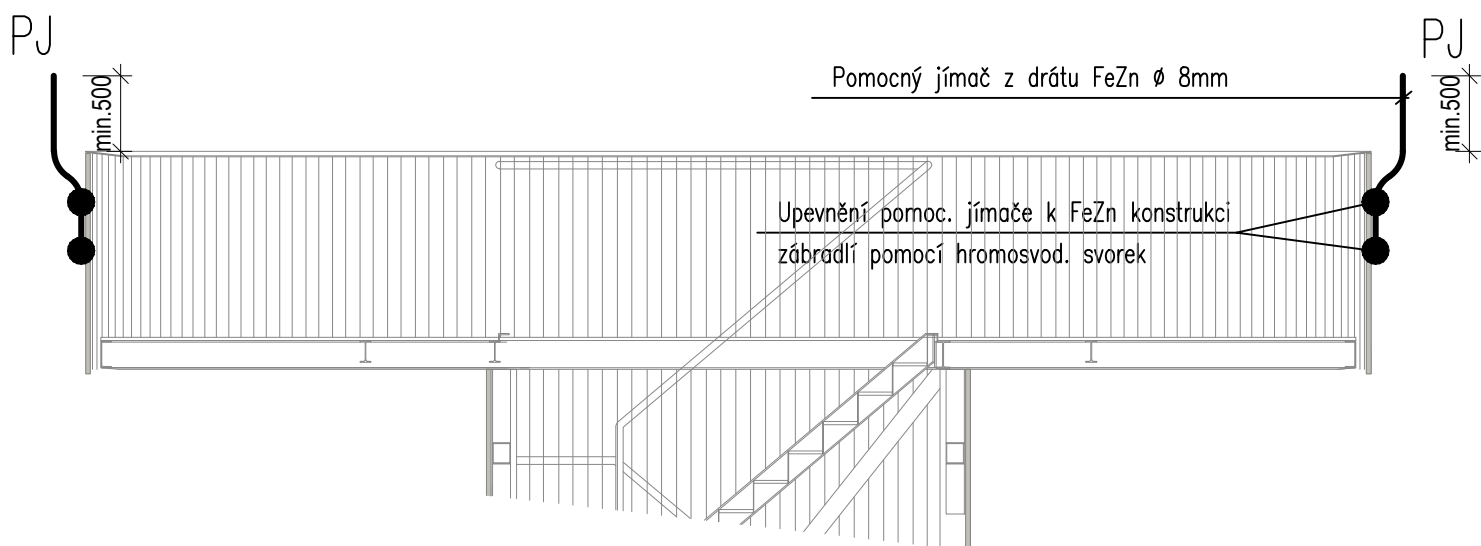 PJ
PJ
min.500
Pomocný jímač z drátu FeZn ø 8mm
min.500
Upevnění pomoc. jímače k FeZn konstrukci
zábradlí pomocí hromosvod. svorek